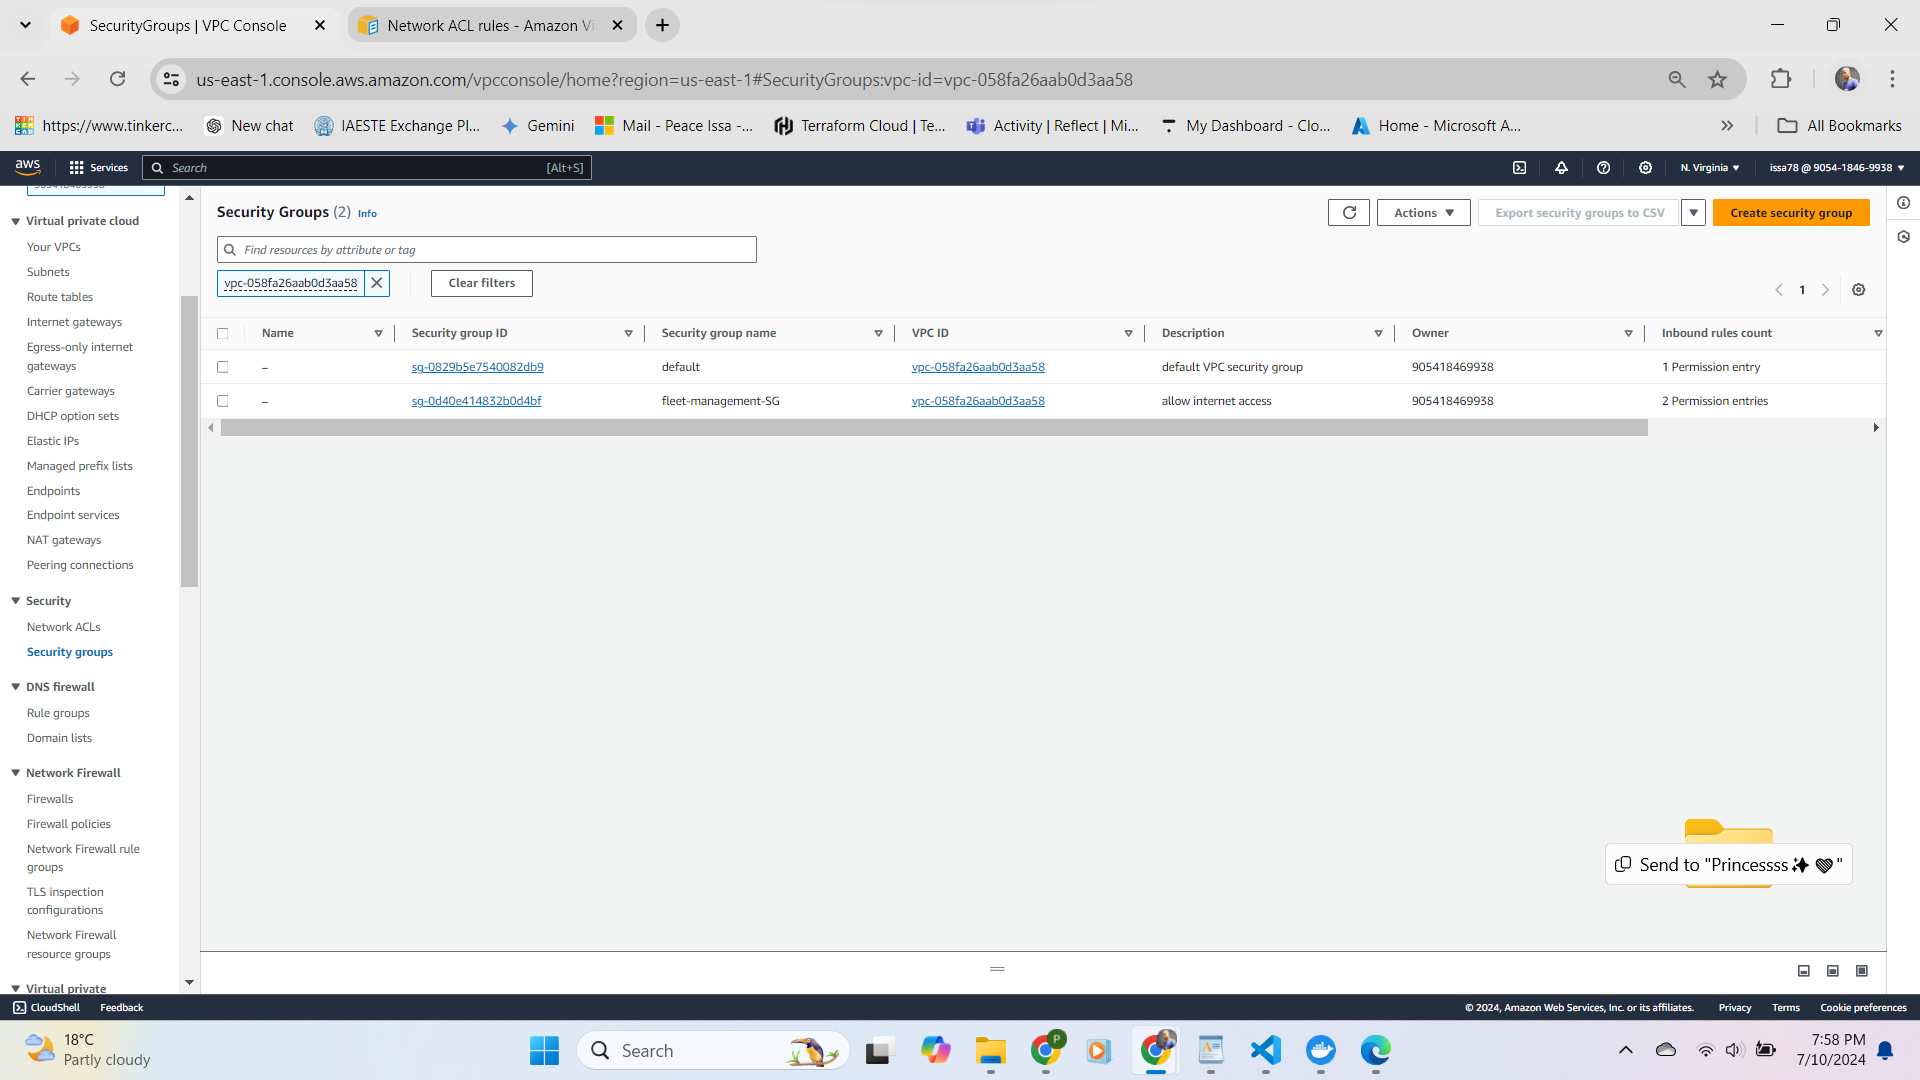 SecurityGroups | VPC Console
Network ACL rules - Amazon Vi
us-east-1.console.aws.amazon.com/vpcconsole/home?region=us-east-1#SecurityGroups:vpc-id=vpc-058fa26aab0d3aa58
https://www.tinkerc... New chat IAESTE Exchange Pl... Gemini Mail - Peace Issa -... Terraform Cloud | Te... Activity | Reflect | Mi... My Dashboard - Clo... Home - Microsoft A... All Bookmarks
aws Services Search [Alt+S] N. Virginia issa78 @ 9054-1846-9938
Virtual private cloud
Your VPCs
Subnets
Route tables
Internet gateways
Egress-only internet
gateways
Carrier gateways
DHCP option sets
Elastic IPs
Managed prefix lists
Endpoints
Endpoint services
NAT gateways
Peering connections
Security
Network ACLs
Security groups
DNS firewall
Rule groups
Domain lists
Network Firewall
Firewalls
Firewall policies
Network Firewall rule
groups
TLS inspection
configurations
Network Firewall
resource groups
Virtual private
Security Groups (2) Info
Actions Export security groups to CSV Create security group
Find resources by attribute or tag
vpc-058fa26aab0d3aa58 Clear filters
1
Name Security group ID Security group name VPC ID Description Owner Inbound rules count
– sg-0829b5e7540082db9 default vpc-058fa26aab0d3aa58 default VPC security group 905418469938 1 Permission entry
– sg-0d40e414832b0d4bf fleet-management-SG vpc-058fa26aab0d3aa58 allow internet access 905418469938 2 Permission entries
Send to "Princessss✨ 💖"
CloudShell Feedback © 2024, Amazon Web Services, Inc. or its affiliates. Privacy Terms Cookie preferences
18°C
Partly cloudy
Search
P
7:58 PM
7/10/2024